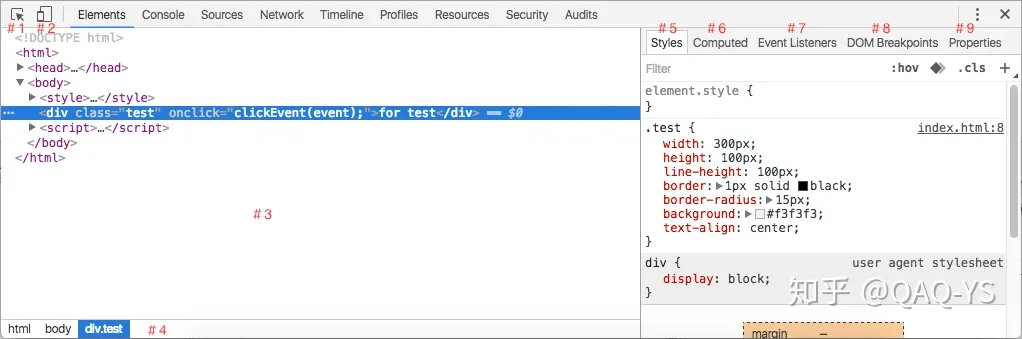 Elements Console Sources Network Timeline Profiles Resources Security Audits
#1 #2
<!DOCTYPE html>
<html>
<head>…</head>
<body>
<style>…</style>
<div class="test" onclick="clickEvent(event);">for test</div> == $0
<script>…</script>
</body>
</html>
#3
html body div.test #4
#5 #6 #7 #8 #9
Styles Computed Event Listeners DOM Breakpoints Properties
Filter :hov .cls +
element.style {
}
.test { index.html:8
width: 300px;
height: 100px;
line-height: 100px;
border: 1px solid black;
border-radius: 15px;
background: #f3f3f3;
text-align: center;
}
div { user agent stylesheet
display: block;
}
知乎 @QAQ-YS
margin –